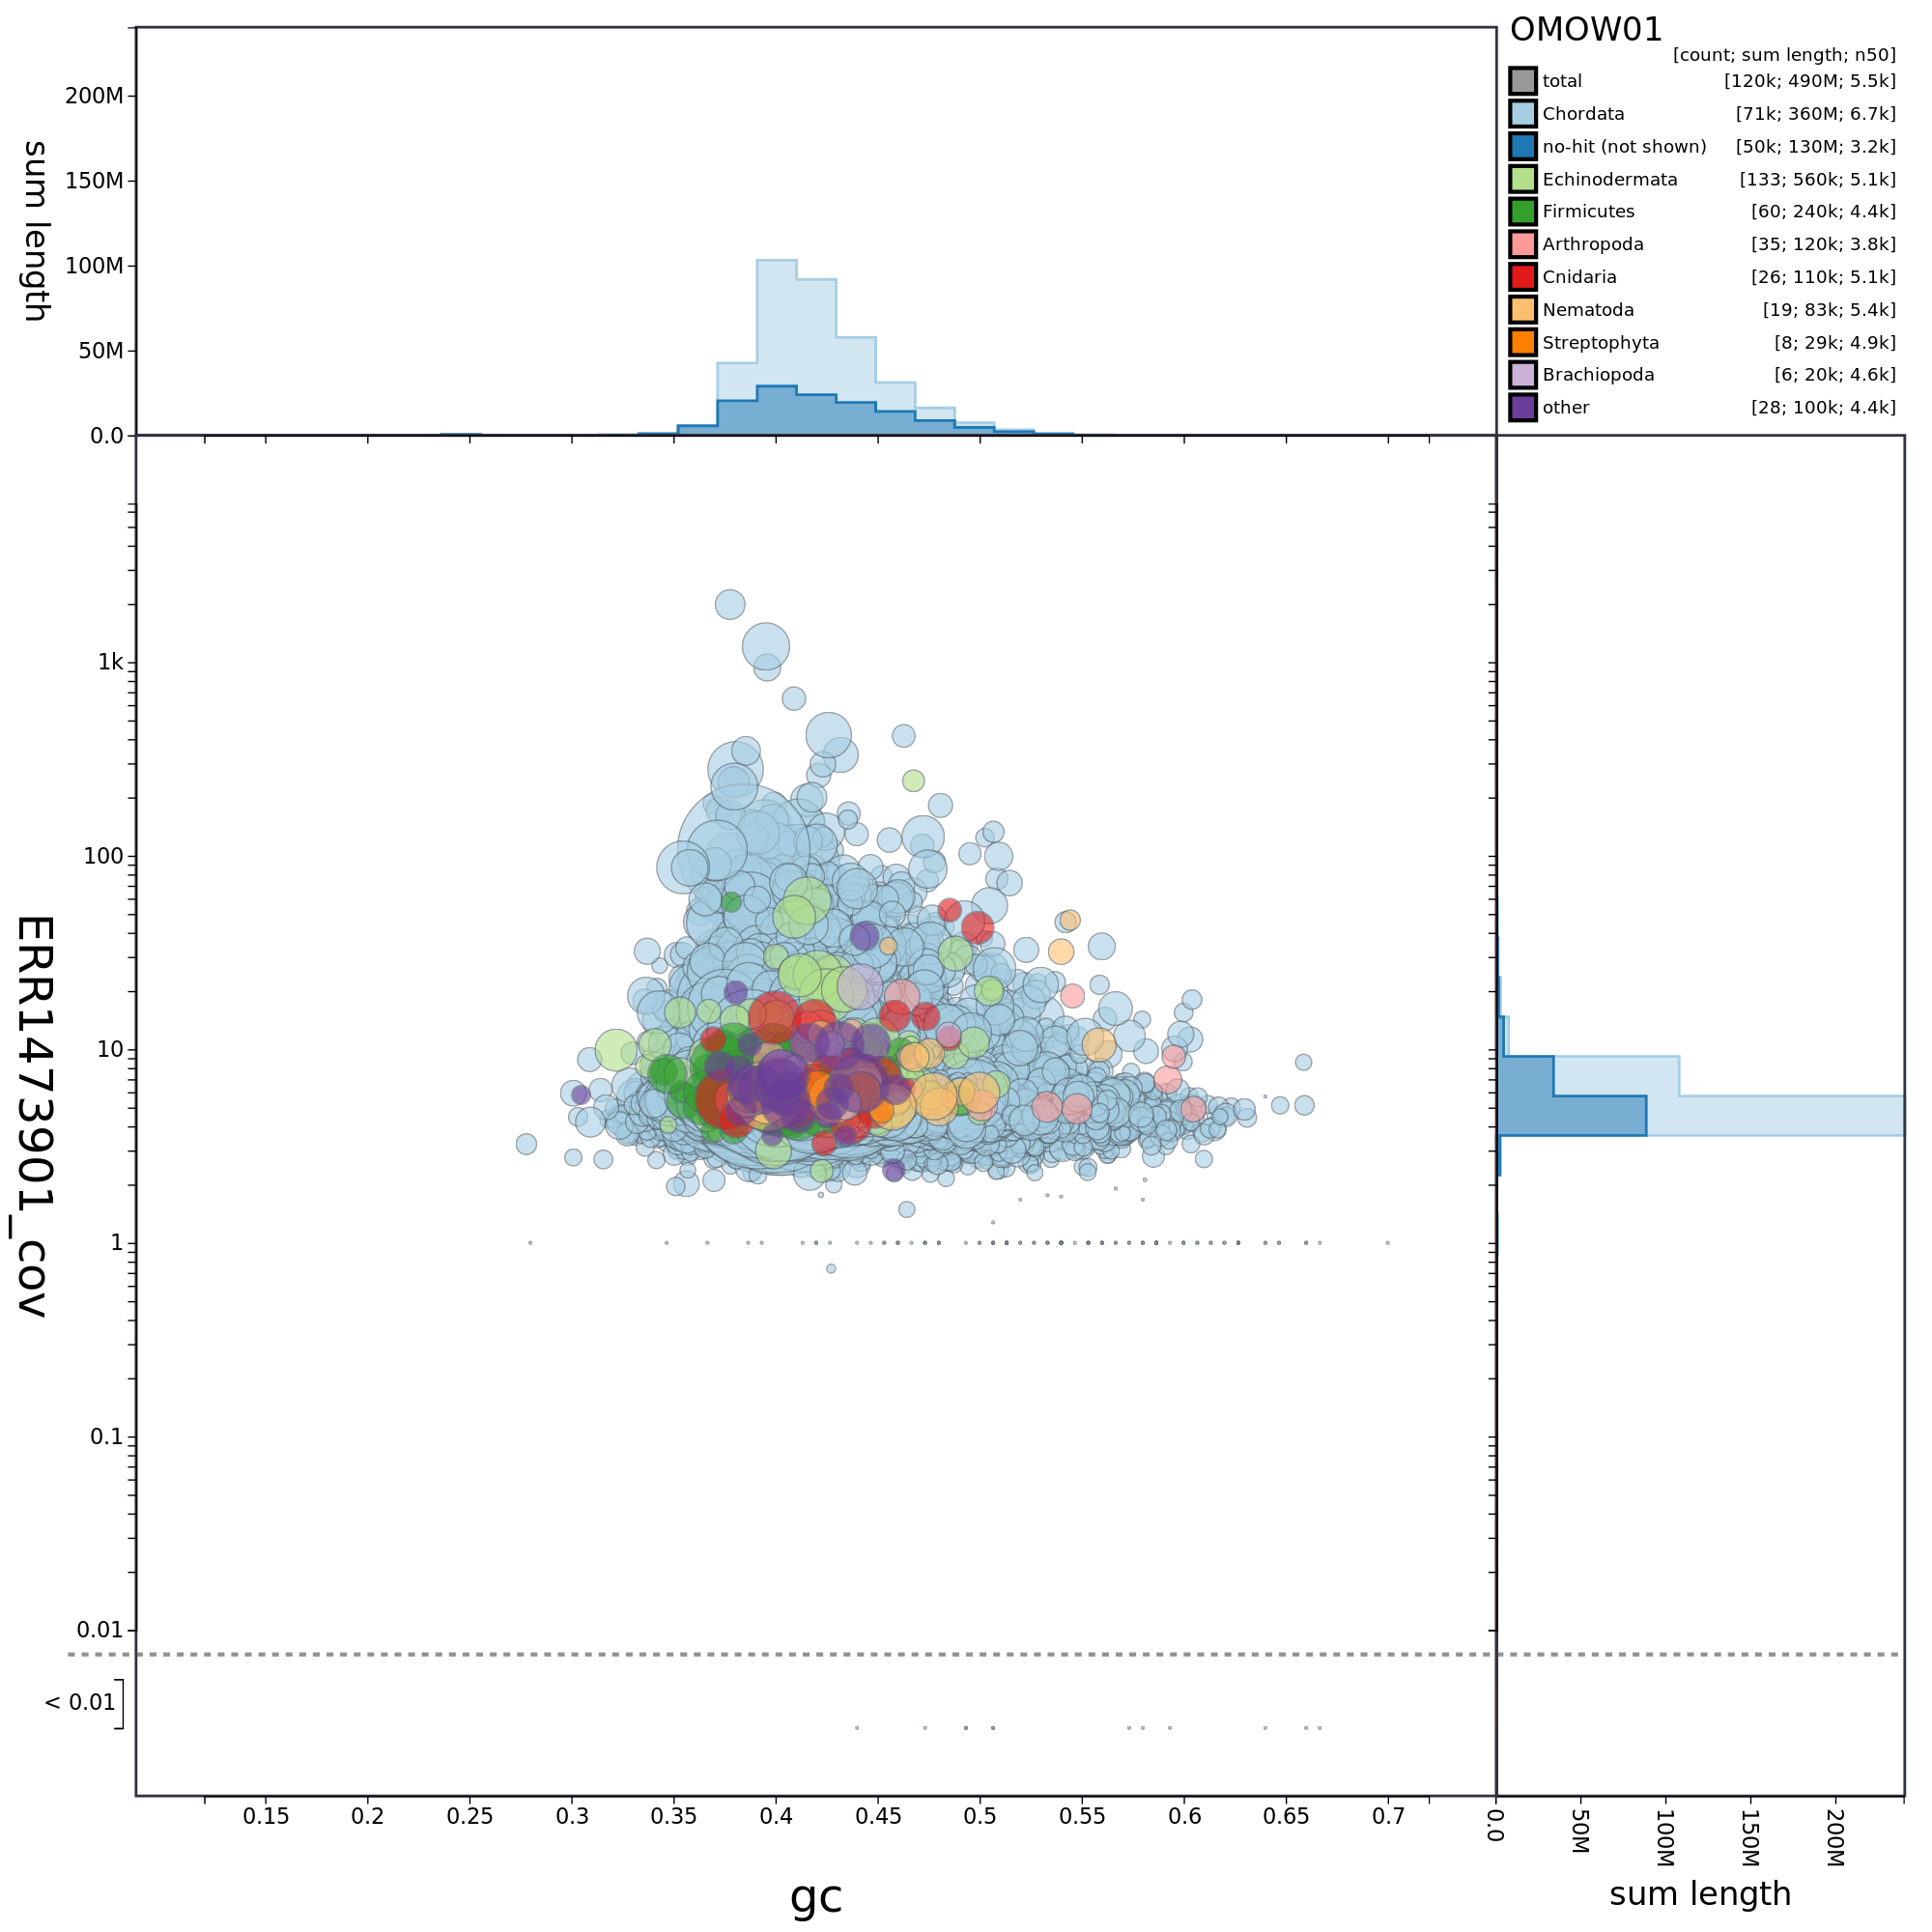 OMOW01
[count; sum length; n50]
total [120k; 490M; 5.5k]
Chordata [71k; 360M; 6.7k]
no-hit (not shown) [50k; 130M; 3.2k]
Echinodermata [133; 560k; 5.1k]
Firmicutes [60; 240k; 4.4k]
Arthropoda [35; 120k; 3.8k]
Cnidaria [26; 110k; 5.1k]
Nematoda [19; 83k; 5.4k]
Streptophyta [8; 29k; 4.9k]
Brachiopoda [6; 20k; 4.6k]
other [28; 100k; 4.4k]
sum length
200M
150M
100M
50M
0.0
ERR1473901_cov
1k
100
10
1
0.1
0.01
< 0.01
0.15 0.2 0.25 0.3 0.35 0.4 0.45 0.5 0.55 0.6 0.65 0.7
gc
0.0 50M 100M 150M 200M
sum length